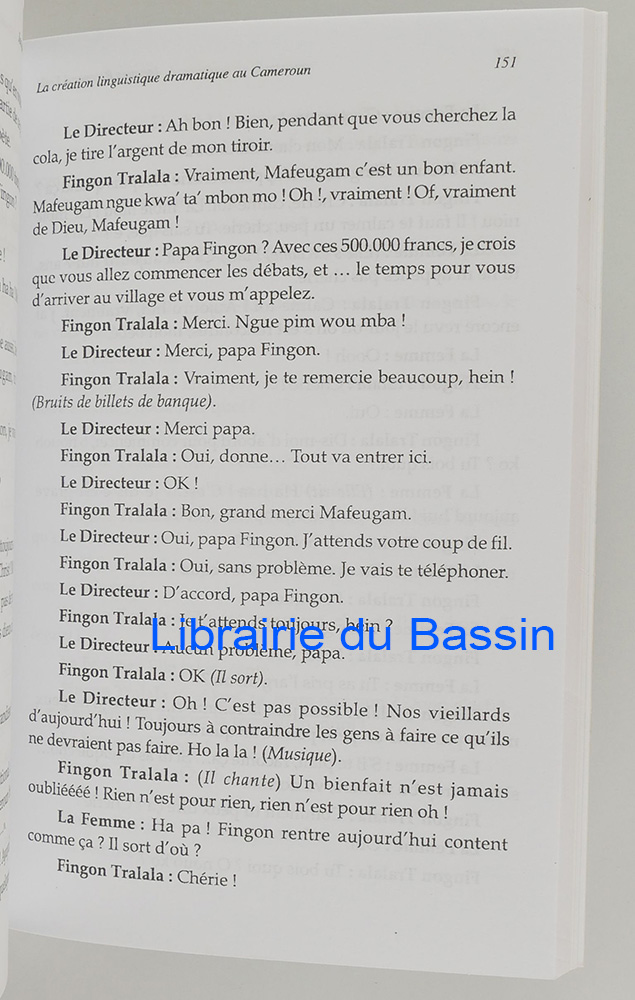 La création linguistique dramatique au Cameroun 151
Le Directeur : Ah bon ! Bien, pendant que vous cherchez la
cola, je tire l'argent de mon tiroir.
Fingon Tralala : Vraiment, Mafeugam c'est un bon enfant.
Mafeugam ngue kwa' ta' mbon mo ! Oh !, vraiment ! Of, vraiment
de Dieu, Mafeugam !
Le Directeur : Papa Fingon ? Avec ces 500.000 francs, je crois
que vous allez commencer les débats, et … le temps pour vous
d'arriver au village et vous m'appelez.
Fingon Tralala : Merci. Ngue pim wou mba !
Le Directeur : Merci, papa Fingon.
Fingon Tralala : Vraiment, je te remercie beaucoup, hein !
(Bruits de billets de banque).
Le Directeur : Merci papa.
Fingon Tralala : Oui, donne… Tout va entrer ici.
Le Directeur : OK !
Fingon Tralala : Bon, grand merci Mafeugam.
Le Directeur : Oui, papa Fingon. J'attends votre coup de fil.
Fingon Tralala : Oui, sans problème. Je vais te téléphoner.
Le Directeur : D'accord, papa Fingon.
Fingon Tralala : Je t'attends toujours, hein ?
Librairie du Bassin
Le Directeur : Aucun problème, papa.
Fingon Tralala : OK (Il sort).
Le Directeur : Oh ! C'est pas possible ! Nos vieillards
d'aujourd'hui ! Toujours à contraindre les gens à faire ce qu'ils
ne devraient pas faire. Ho la la ! (Musique).
Fingon Tralala : (Il chante) Un bienfait n'est jamais
oubliéééé ! Rien n'est pour rien, rien n'est pour rien oh !
La Femme : Ha pa ! Fingon rentre aujourd'hui content
comme ça ? Il sort d'où ?
Fingon Tralala : Chérie !